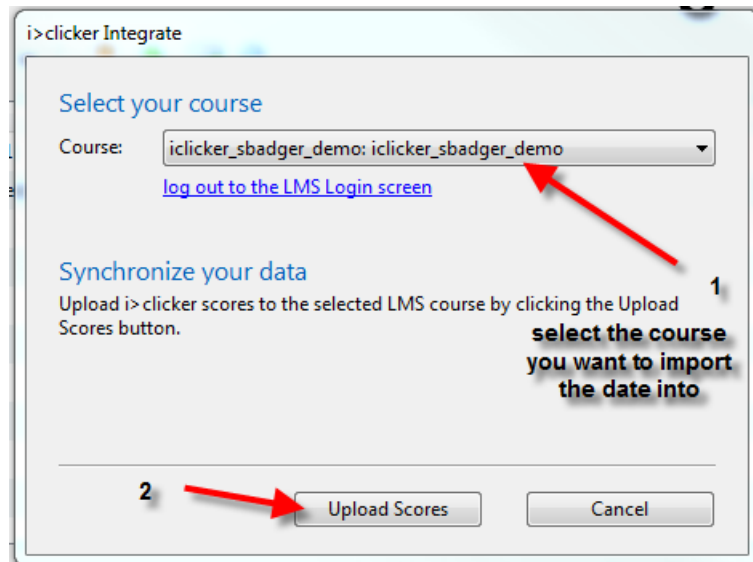 i>clicker Integrate
Select your course
Course: iclicker_sbadger_demo: iclicker_sbadger_demo
log out to the LMS Login screen
Synchronize your data
Upload i>clicker scores to the selected LMS course by clicking the Upload
Scores button.
1
select the course
you want to import
the date into
2
Upload Scores Cancel